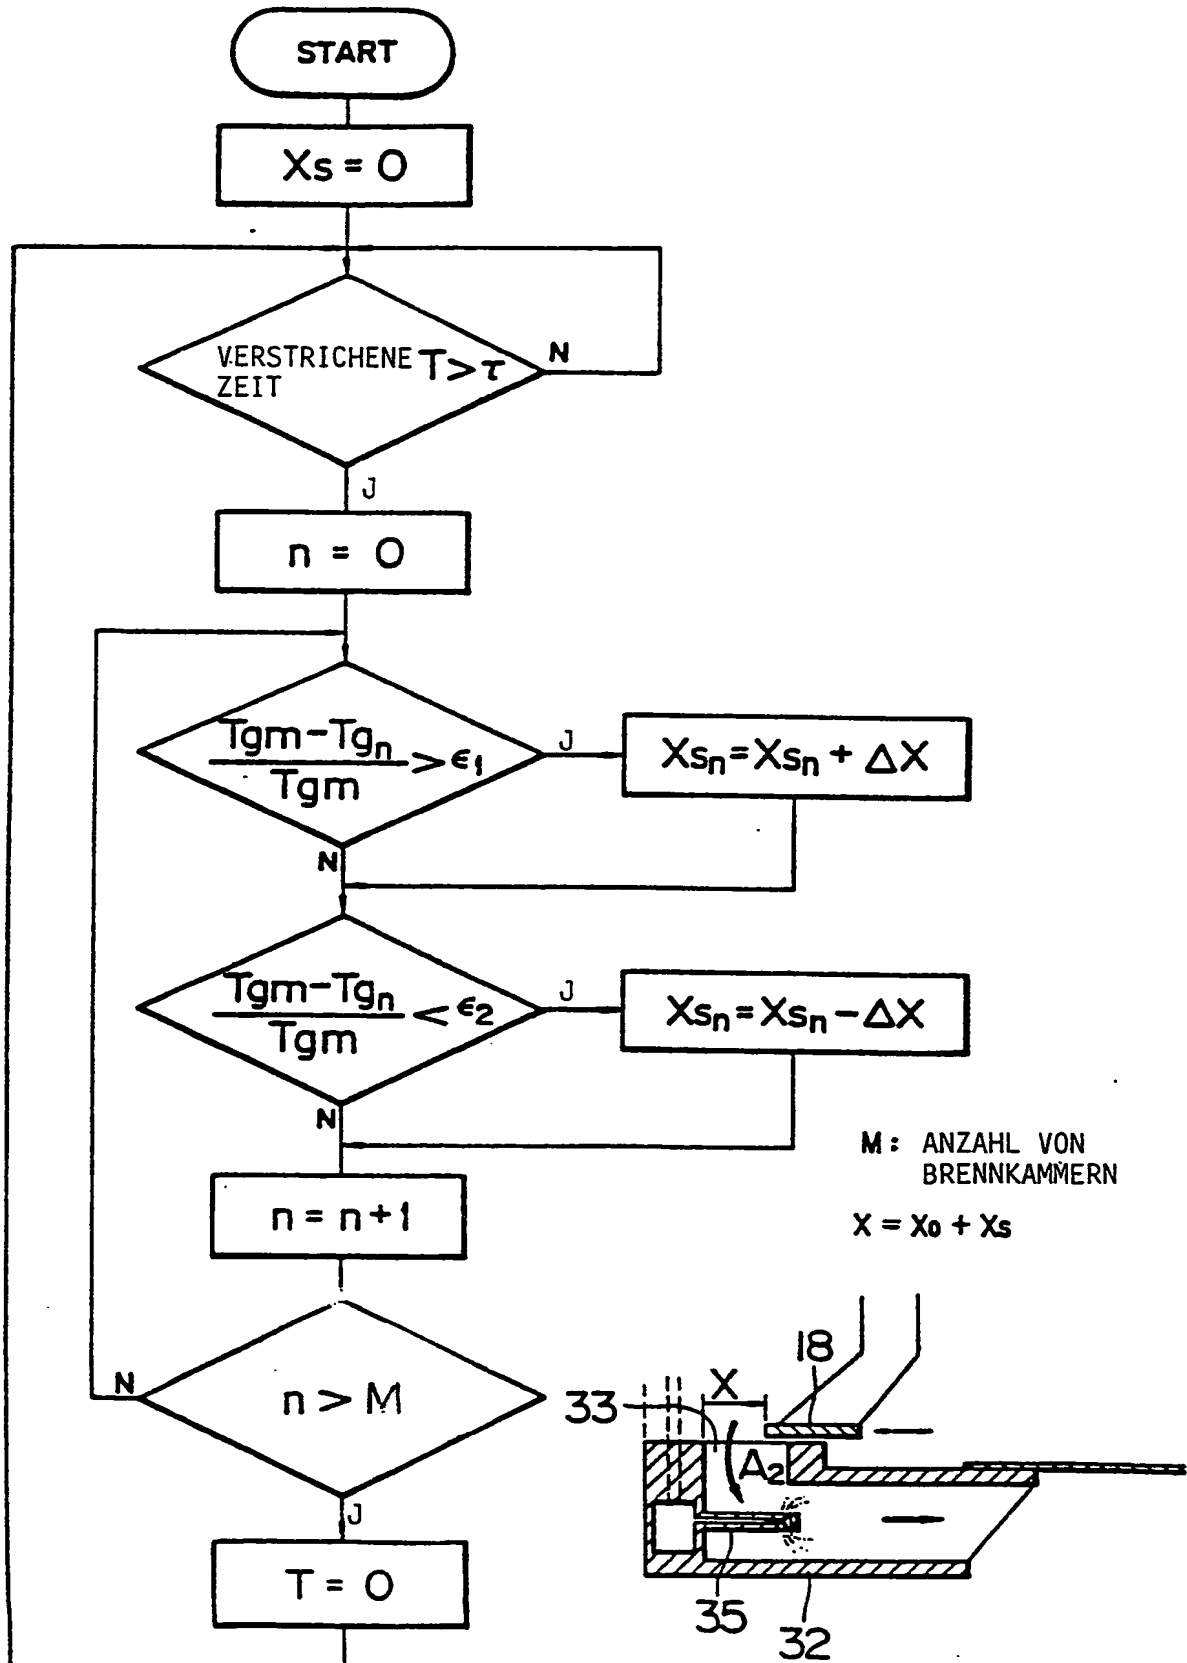 START
Xs = 0
VERSTRICHENE T > τ
ZEIT
N
J
n = 0
Tgm-Tgn
Tgm
> ϵ1
J
Xsn = Xsn + ΔX
N
Tgm-Tgn
Tgm
< ϵ2
J
Xsn = Xsn - ΔX
N
M: ANZAHL VON
BRENNKAMMERN
n = n+1
X = Xo + Xs
n > M
N
J
T = 0
18
X
33
A2
35
32